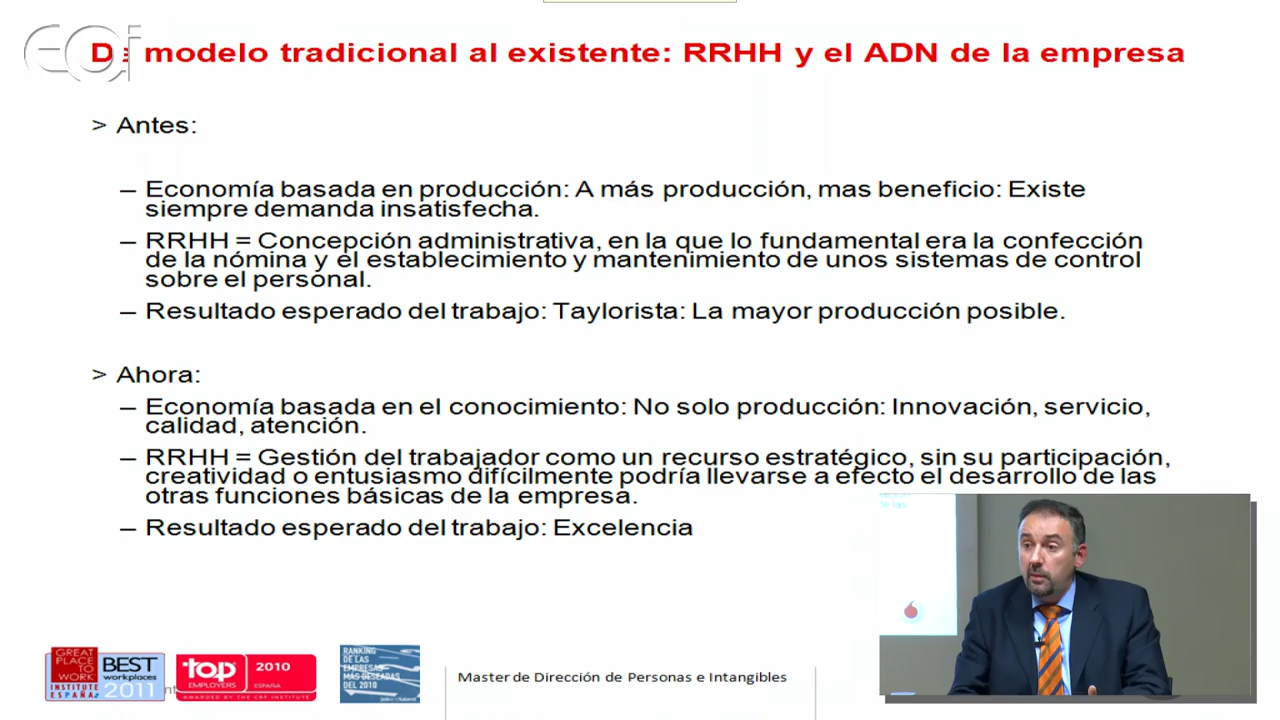 eoi
modelo tradicional al existente: RRHH y el ADN de la empresa
> Antes:
– Economía basada en producción: A más producción, mas beneficio: Existe
siempre demanda insatisfecha.
– RRHH = Concepción administrativa, en la que lo fundamental era la confección
de la nómina y el establecimiento y mantenimiento de unos sistemas de control
sobre el personal.
– Resultado esperado del trabajo: Taylorista: La mayor producción posible.
> Ahora:
– Economía basada en el conocimiento: No solo producción: Innovación, servicio,
calidad, atención.
– RRHH = Gestión del trabajador como un recurso estratégico, sin su participación,
creatividad o entusiasmo difícilmente podría llevarse a efecto el desarrollo de las
otras funciones básicas de la empresa.
– Resultado esperado del trabajo: Excelencia
GREAT
PLACE
TO
WORK
INSTITUTE
ESPAÑA
BEST
workplaces
2011
top
EMPLOYERS
2010
ESPAÑA
AWARDED BY THE CRF INSTITUTE
RANKING
DE LAS
EMPRESAS
MÁS DESEADAS
DEL 2010
Master de Dirección de Personas e Intangibles